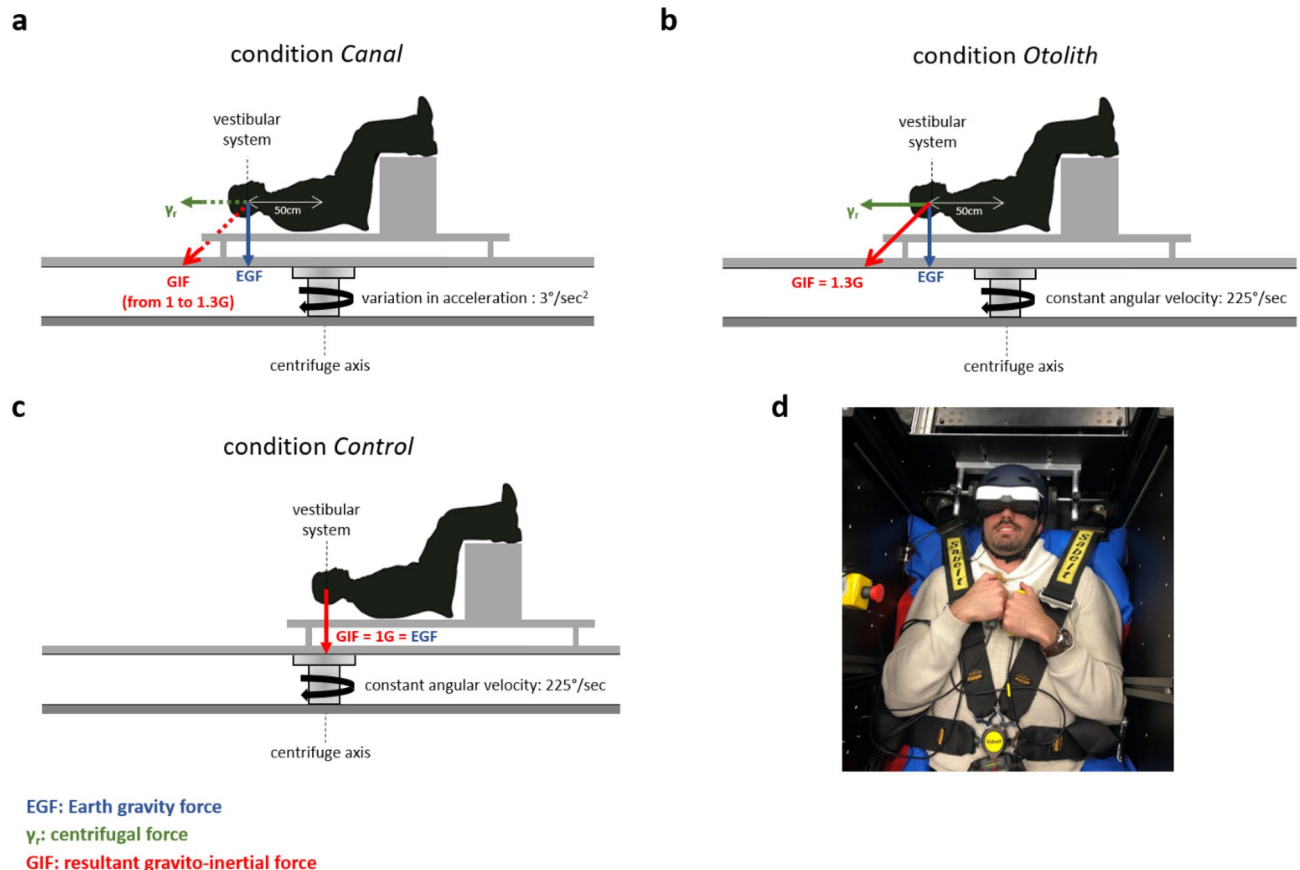 a
condition Canal
vestibular
system
γr
50cm
GIF
(from 1 to 1.3G)
EGF
variation in acceleration : 3°/sec²
centrifuge axis
b
condition Otolith
vestibular
system
γr
50cm
GIF = 1.3G
EGF
constant angular velocity: 225°/sec
centrifuge axis
c
condition Control
vestibular
system
GIF = 1G = EGF
constant angular velocity: 225°/sec
centrifuge axis
d
Sabelt
Sabelt
Sabelt
EGF: Earth gravity force
γr: centrifugal force
GIF: resultant gravito-inertial force